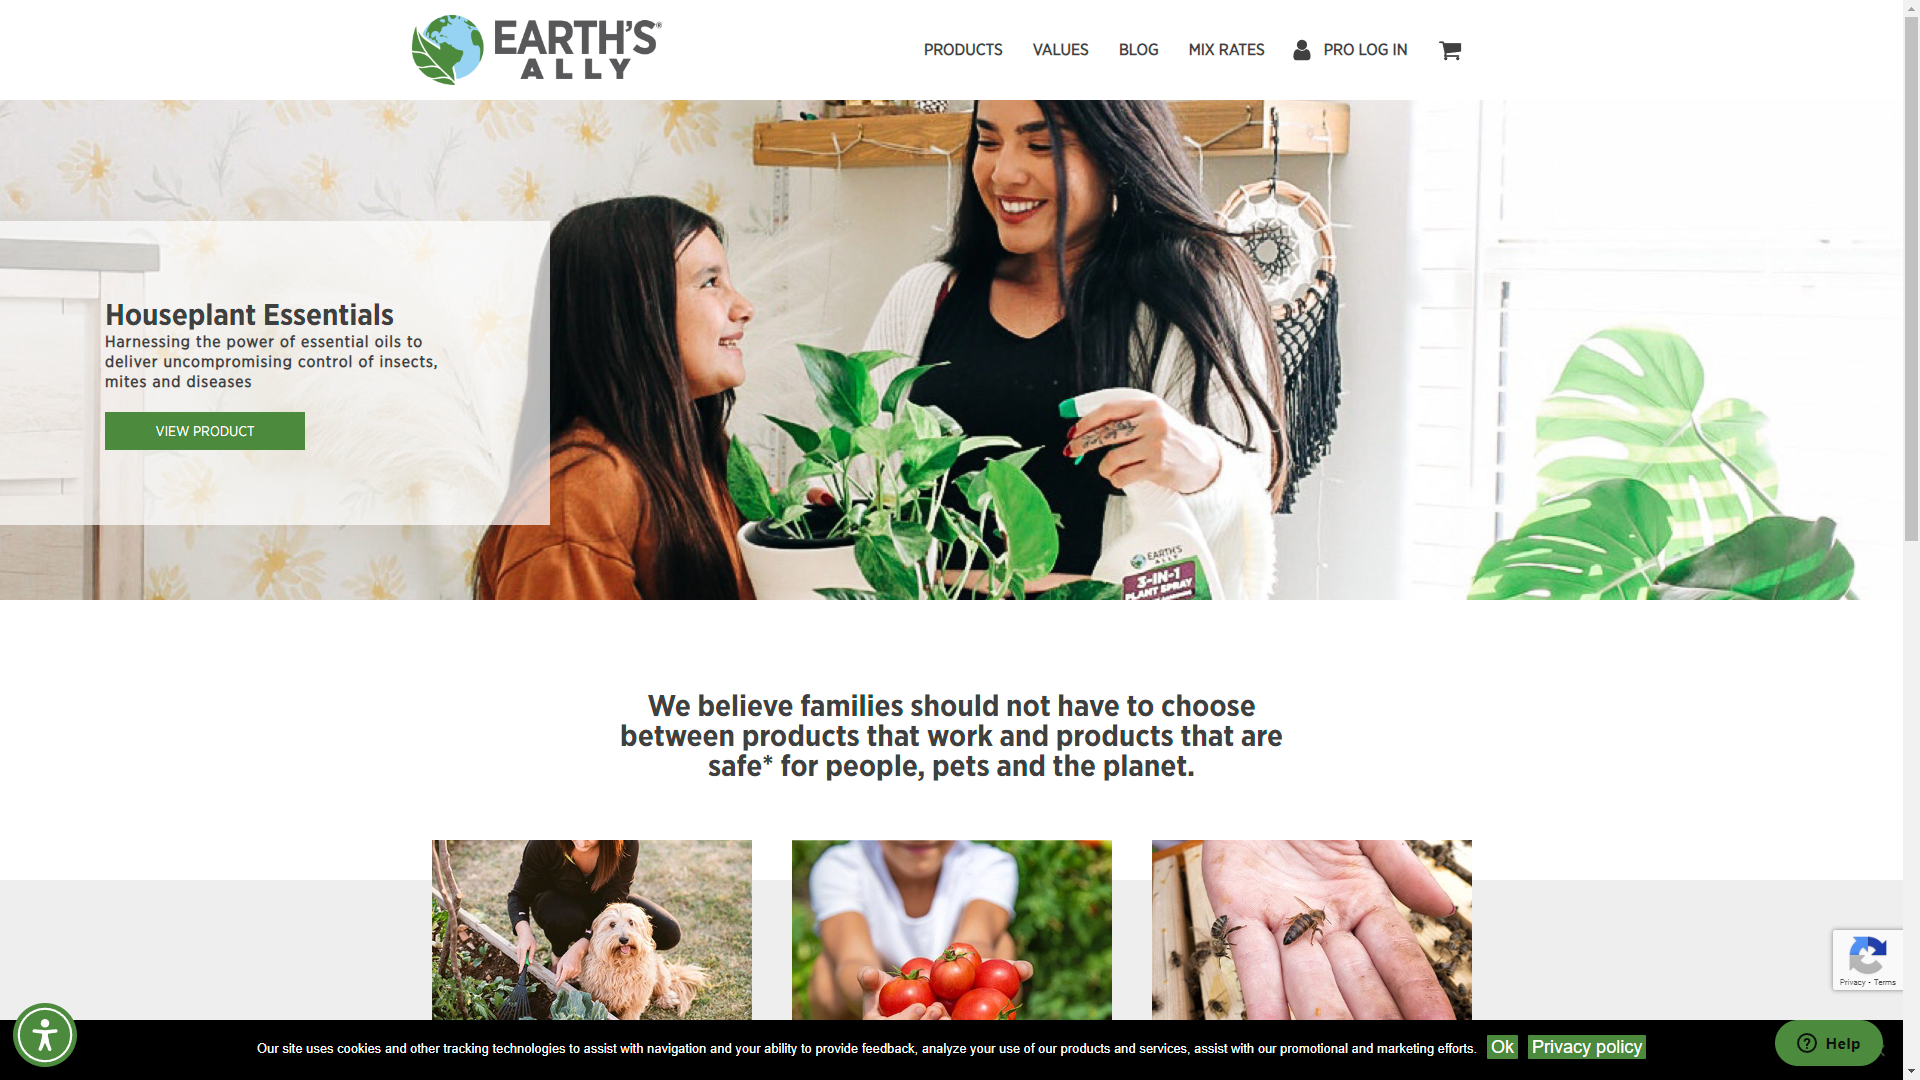 EARTH'S®
ALLY
PRODUCTS VALUES BLOG MIX RATES PRO LOG IN
Houseplant Essentials
Harnessing the power of essential oils to
deliver uncompromising control of insects,
mites and diseases
VIEW PRODUCT
EARTH'S
ALLY
3-IN-1
PLANT SPRAY
We believe families should not have to choose
between products that work and products that are
safe* for people, pets and the planet.
Privacy - Terms
Our site uses cookies and other tracking technologies to assist with navigation and your ability to provide feedback, analyze your use of our products and services, assist with our promotional and marketing efforts. Ok Privacy policy
Help